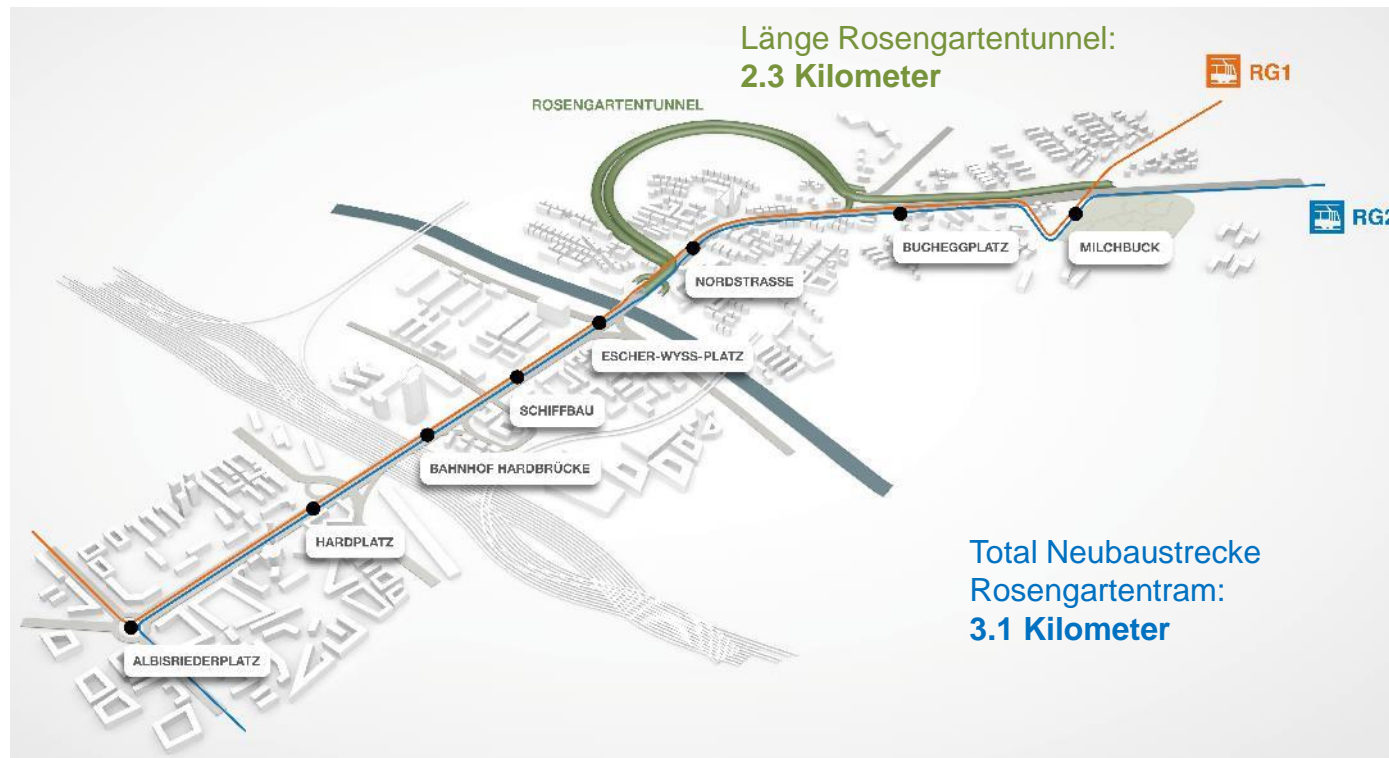 Länge Rosengartentunnel:
2.3 Kilometer
RG1
ROSENGARTENTUNNEL
RG2
BUCHEGGPLATZ
MILCHBUCK
NORDSTRASSE
ESCHER-WYSS-PLATZ
SCHIFFBAU
BAHNHOF HARDBRÜCKE
HARDPLATZ
Total Neubaustrecke
Rosengartentram:
3.1 Kilometer
ALBISRIEDERPLATZ